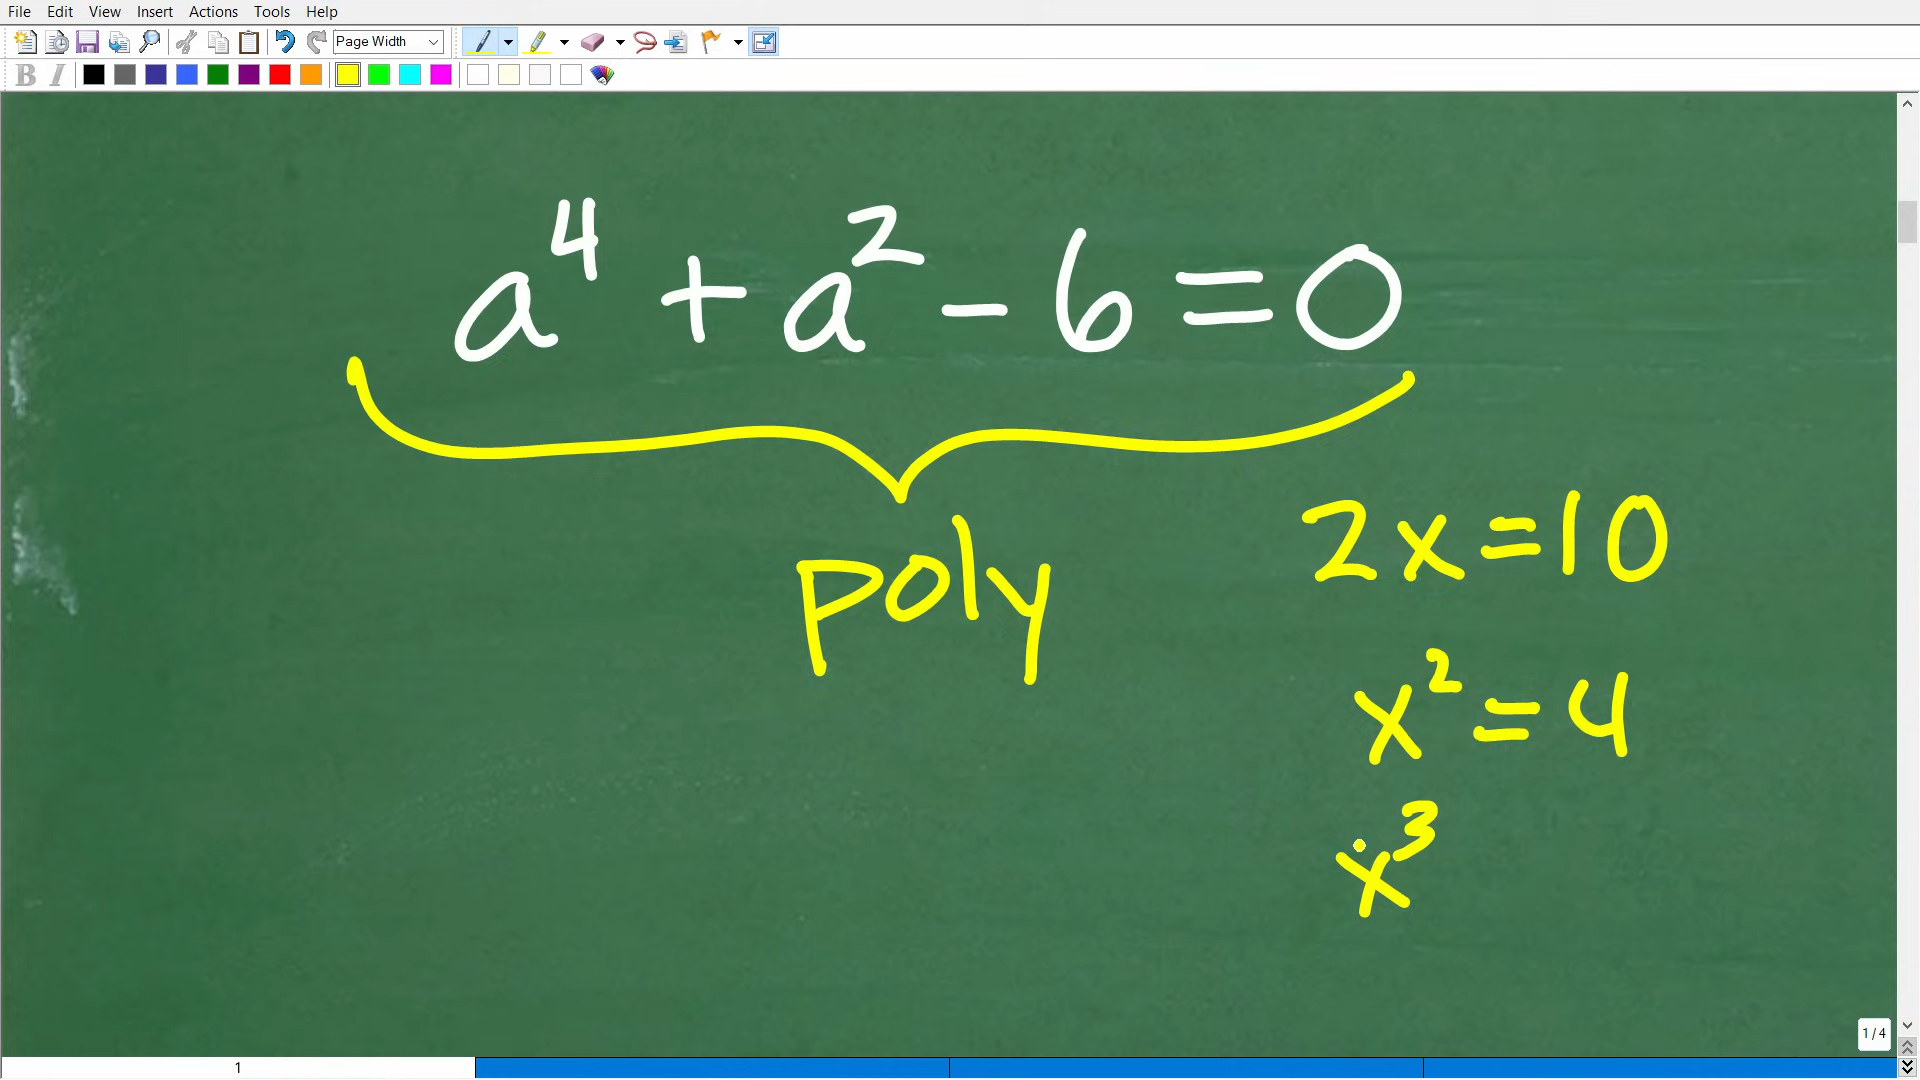 File Edit View Insert Actions Tools Help
Page Width
B I
a⁴ + a² - 6 = 0
poly
2x = 10
x² = 4
x³
1 / 4
1